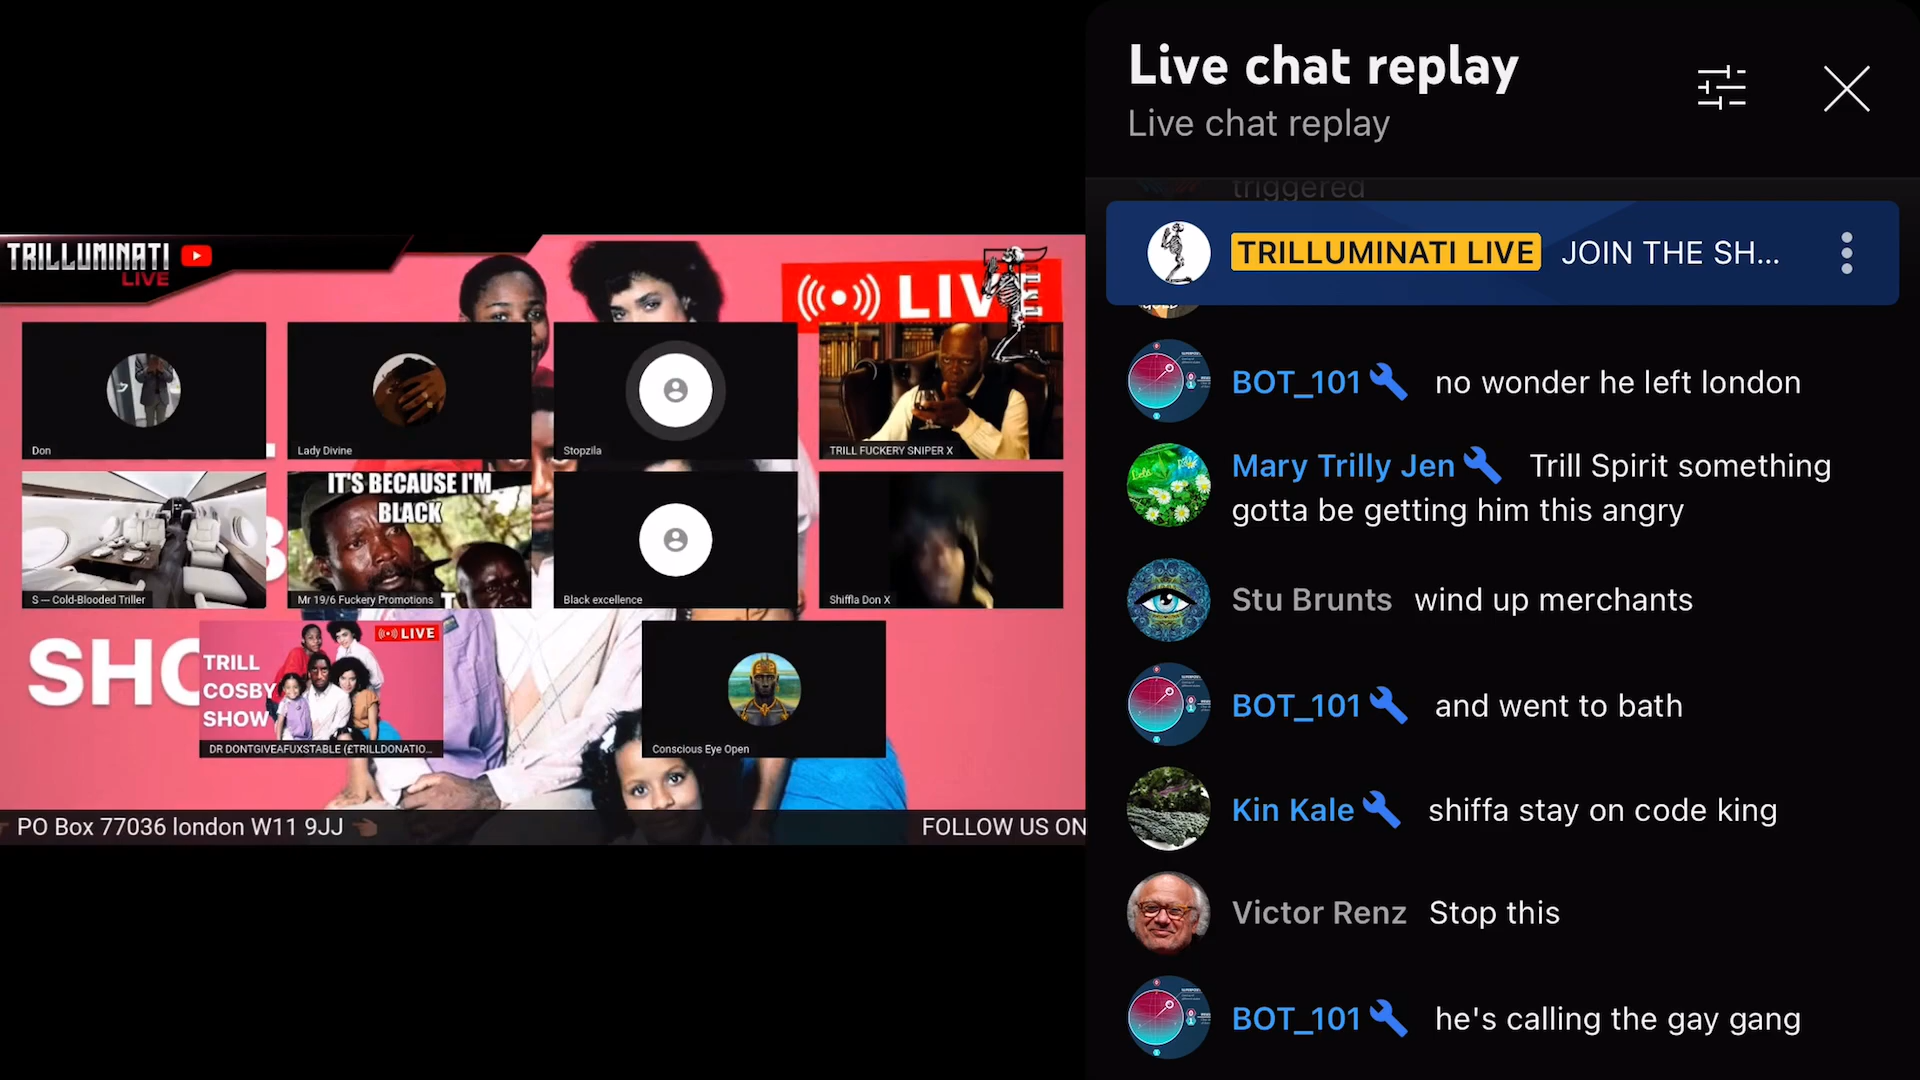 TRILLUMINATI
LIVE
LIVE
Don
Lady Divine
Stopzila
TRILL FUCKERY SNIPER X
IT'S BECAUSE I'M
BLACK
S — Cold-Blooded Triller
Mr 19/6 Fuckery Promotions
Black excellence
Shiffla Don X
SHO
LIVE
TRILL
COSBY
SHOW
DR DONTGIVEAFUXSTABLE (£TRILLDONATIO...
Conscious Eye Open
PO Box 77036 london W11 9JJ
FOLLOW US ON
Live chat replay
Live chat replay
triggered
TRILLUMINATI LIVE JOIN THE SH...
BOT_101 no wonder he left london
Mary Trilly Jen Trill Spirit something
gotta be getting him this angry
Stu Brunts wind up merchants
BOT_101 and went to bath
Kin Kale shiffa stay on code king
Victor Renz Stop this
BOT_101 he's calling the gay gang